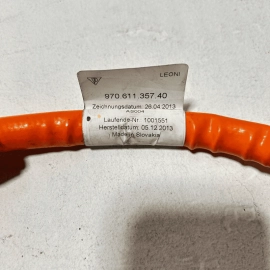 LEONI
970.611.357.40
Zeichnungsdatum: 26.04.2013
Laufende-Nr.: 1001551
Herstelldatum: 05.12.2013
Made in Slovakia